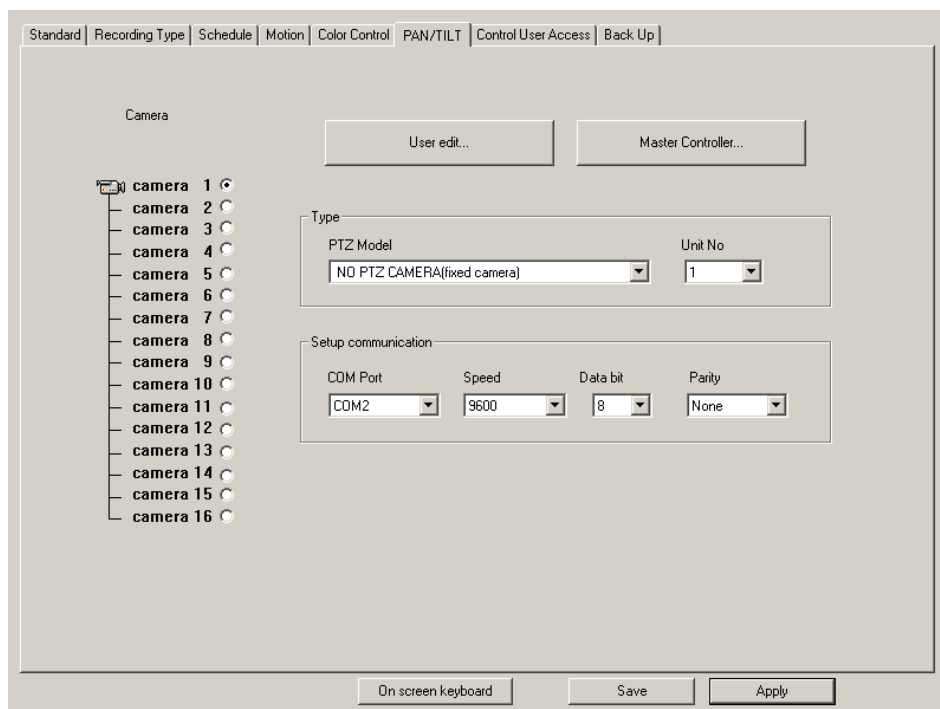 Standard Recording Type Schedule Motion Color Control PAN/TILT Control User Access Back Up
Camera
User edit... Master Controller...
camera 1
camera 2
camera 3
camera 4
camera 5
camera 6
camera 7
camera 8
camera 9
camera 10
camera 11
camera 12
camera 13
camera 14
camera 15
camera 16
Type
PTZ Model Unit No
NO PTZ CAMERA(fixed camera) 1
Setup communication
COM Port Speed Data bit Parity
COM2 9600 8 None
On screen keyboard Save Apply